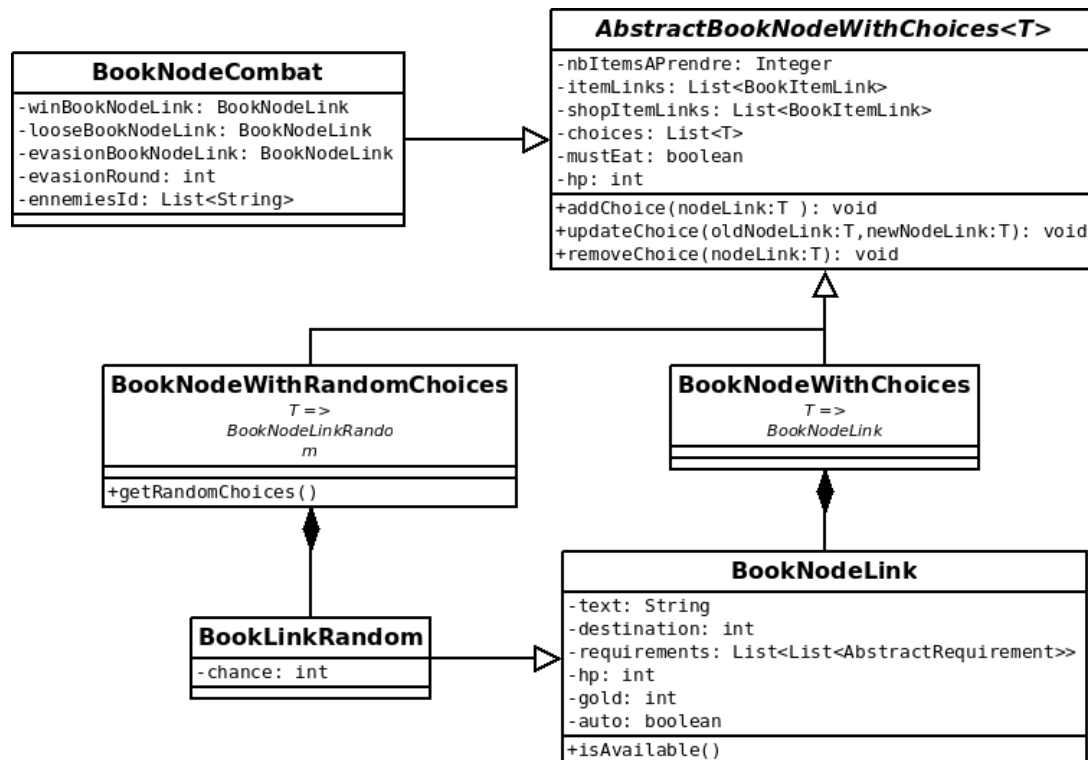 AbstractBookNodeWithChoices<T>
-nbItemsAPrendre: Integer
-itemLinks: List<BookItemLink>
-shopItemLinks: List<BookItemLink>
-choices: List<T>
-mustEat: boolean
-hp: int
+addChoice(nodeLink:T ): void
+updateChoice(oldNodeLink:T,newNodeLink:T): void
+removeChoice(nodeLink:T): void
BookNodeCombat
-winBookNodeLink: BookNodeLink
-looseBookNodeLink: BookNodeLink
-evasionBookNodeLink: BookNodeLink
-evasionRound: int
-ennemiesId: List<String>
BookNodeWithRandomChoices
T =>
BookNodeLinkRando
m
+getRandomChoices()
BookNodeWithChoices
T =>
BookNodeLink
BookLinkRandom
-chance: int
BookNodeLink
-text: String
-destination: int
-requirements: List<List<AbstractRequirement>>
-hp: int
-gold: int
-auto: boolean
+isAvailable()